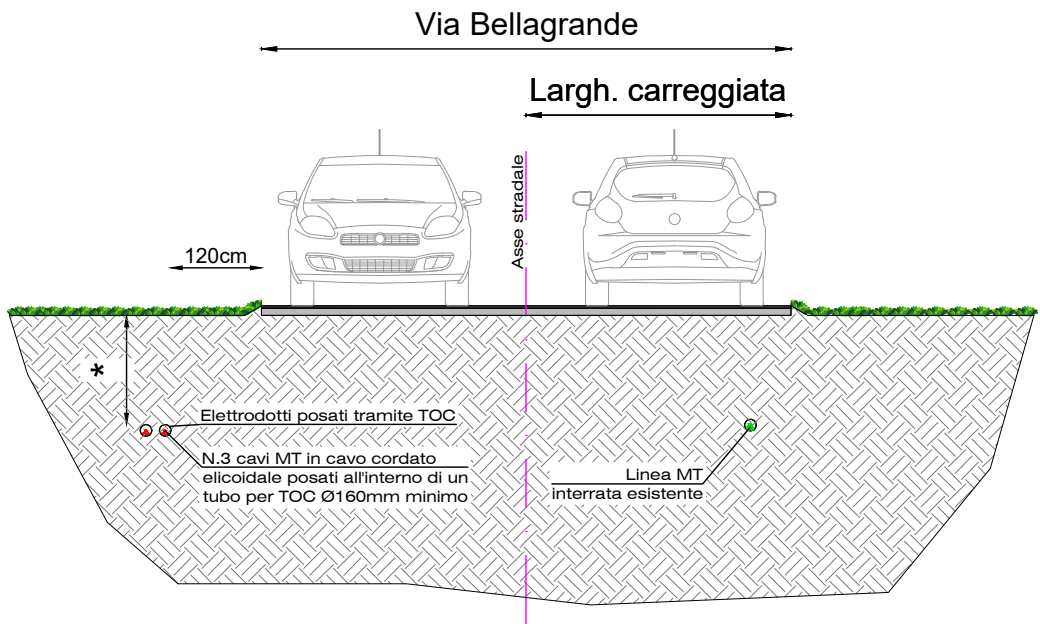 Via Bellagrande
Largh. carreggiata
Asse stradale
120cm
*
Elettrodotti posati tramite TOC
N.3 cavi MT in cavo cordato
elicoidale posati all'interno di un
tubo per TOC Ø160mm minimo
Linea MT
interrata esistente